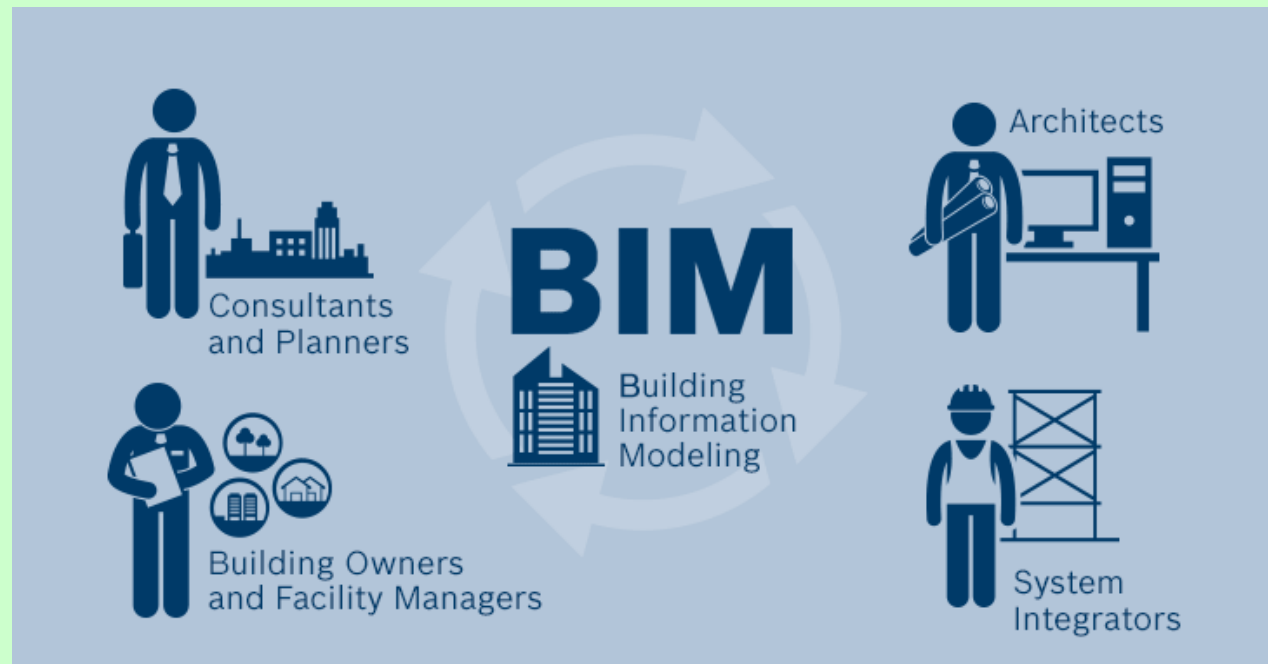 Architects
Consultants
and Planners
BIM
Building
Information
Modeling
Building Owners
and Facility Managers
System
Integrators